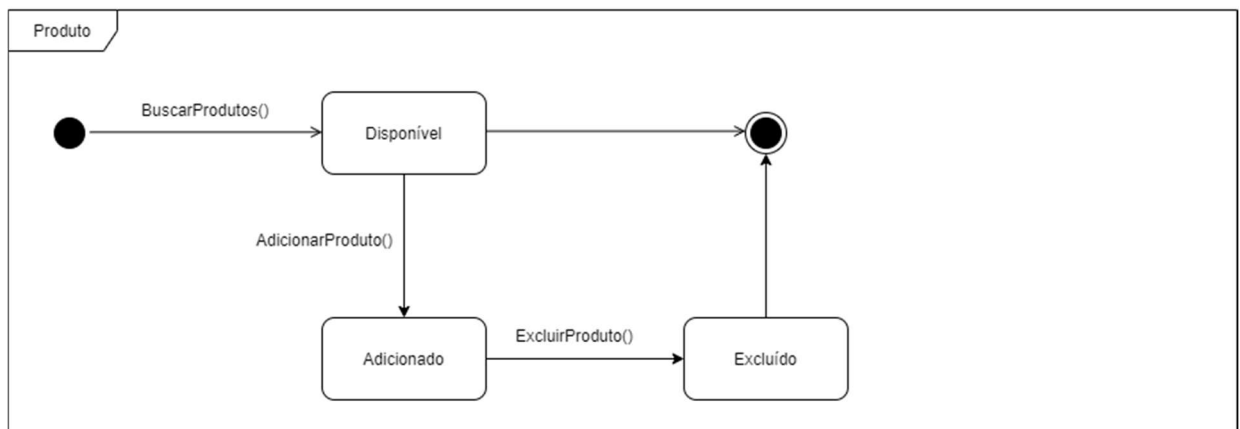 Produto
BuscarProdutos()
Disponível
AdicionarProduto()
Adicionado
ExcluirProduto()
Excluído